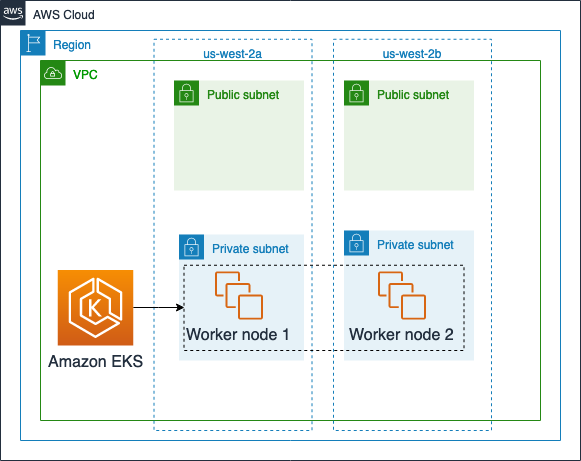 aws
AWS Cloud
Region
us-west-2a
us-west-2b
VPC
Public subnet
Public subnet
Private subnet
Private subnet
K
Worker node 1
Worker node 2
Amazon EKS